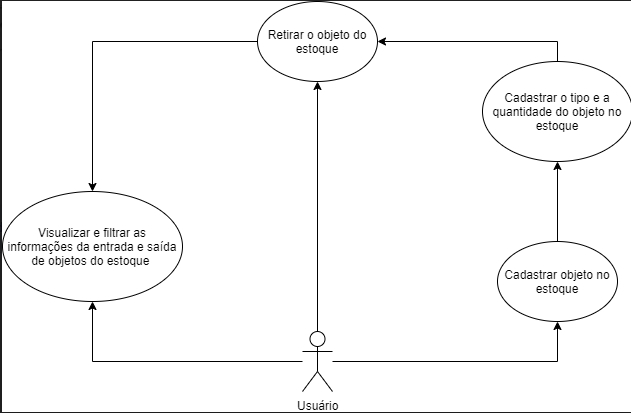 Retirar o objeto do
estoque
Cadastrar o tipo e a
quantidade do objeto no
estoque
Visualizar e filtrar as
informações da entrada e saída
de objetos do estoque
Cadastrar objeto no
estoque
Usuário